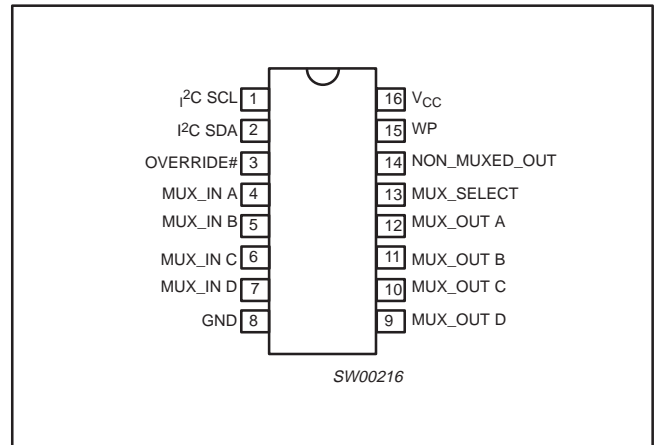 I²C SCL 1 16 VCC
I²C SDA 2 15 WP
OVERRIDE# 3 14 NON_MUXED_OUT
MUX_IN A 4 13 MUX_SELECT
MUX_IN B 5 12 MUX_OUT A
MUX_IN C 6 11 MUX_OUT B
MUX_IN D 7 10 MUX_OUT C
GND 8 9 MUX_OUT D
SW00216